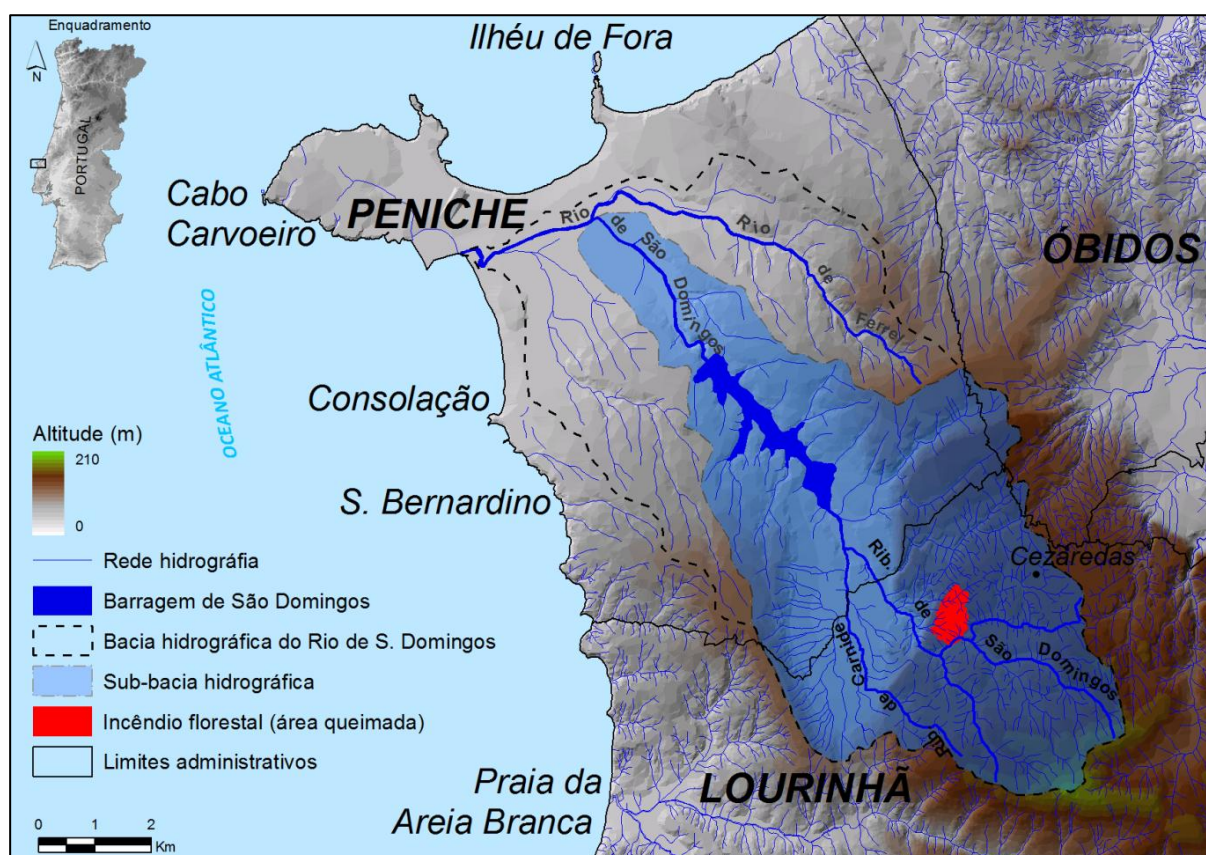 Enquadramento
N
PORTUGAL
Ilhéu de Fora
Cabo
Carvoeiro
PENICHE
Rio
de São
Domingos
Rio
de
Ferrel
ÓBIDOS
OCEANO ATLÂNTICO
Consolação
S. Bernardino
Cezaredas
Rib.
de
São
Domingos
Rib.
de
Carnide
LOURINHÃ
Praia da
Areia Branca
Altitude (m)
210
0
Rede hidrográfia
Barragem de São Domingos
Bacia hidrográfica do Rio de S. Domingos
Sub-bacia hidrográfica
Incêndio florestal (área queimada)
Limites administrativos
0 1 2
Km